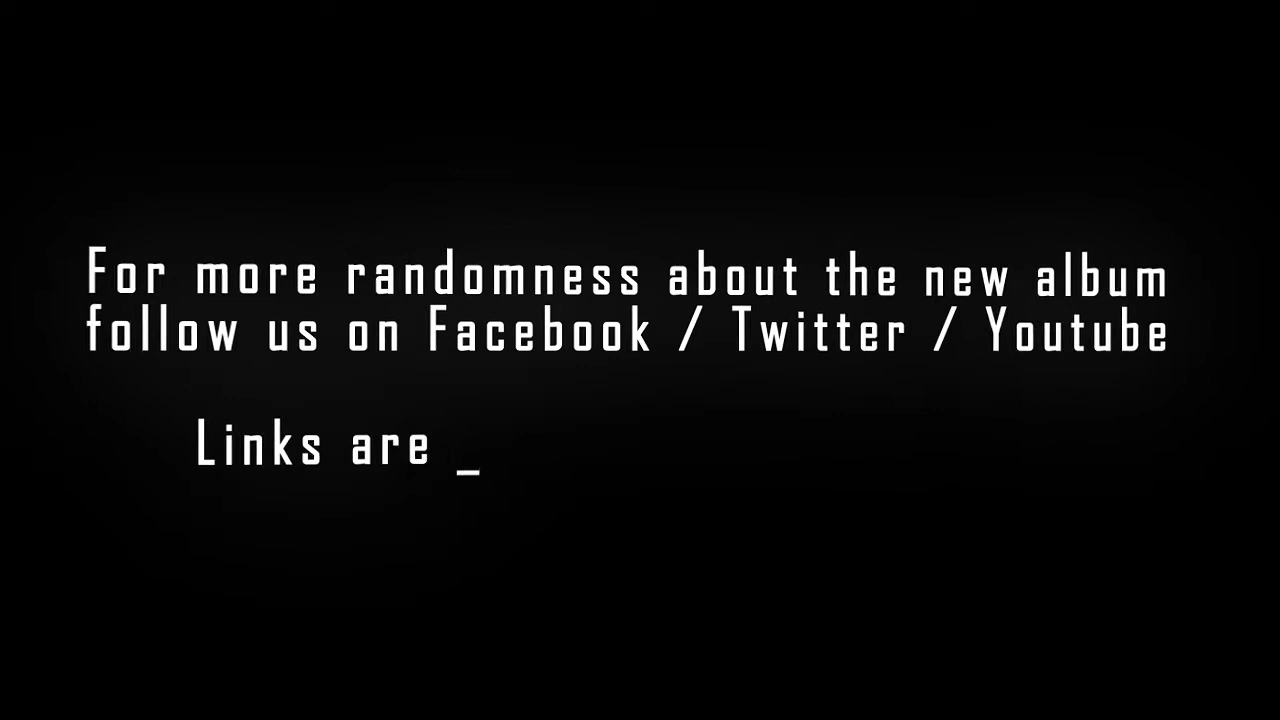 For more randomness about the new album
follow us on Facebook / Twitter / Youtube
Links are _